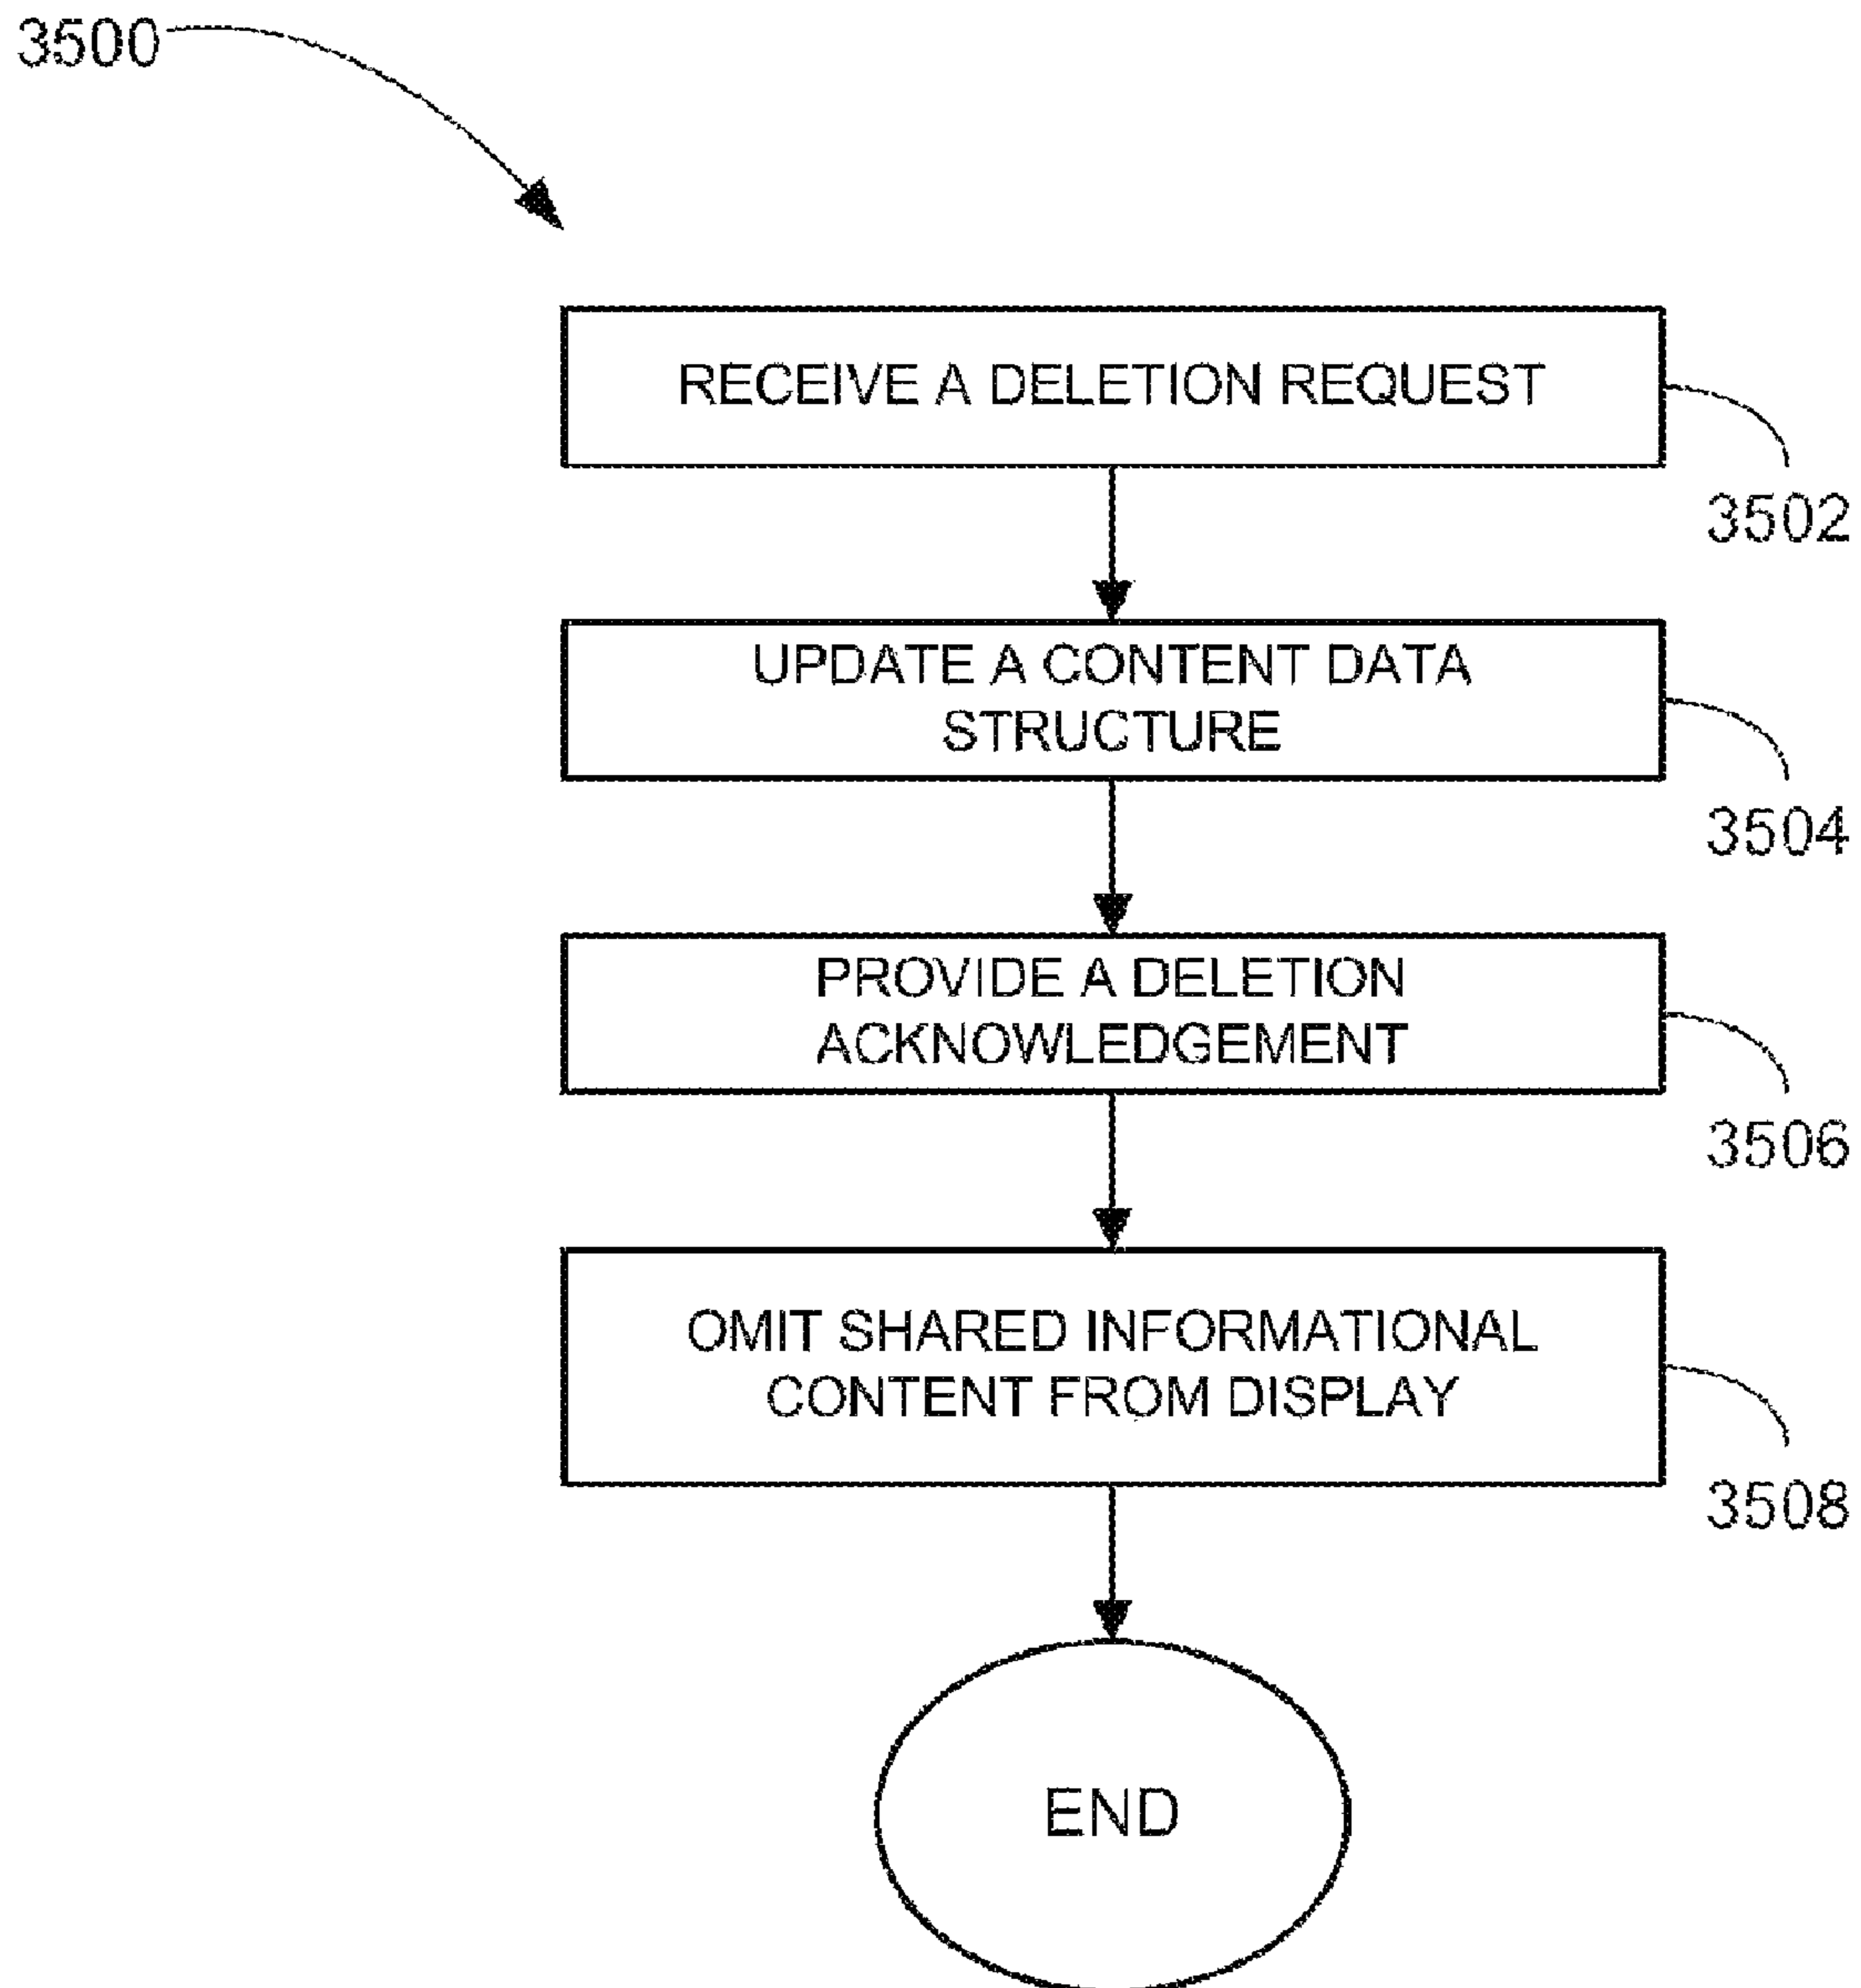 3500
RECEIVE A DELETION REQUEST
3502
UPDATE A CONTENT DATA
STRUCTURE
3504
PROVIDE A DELETION
ACKNOWLEDGEMENT
3506
OMIT SHARED INFORMATIONAL
CONTENT FROM DISPLAY
3508
END